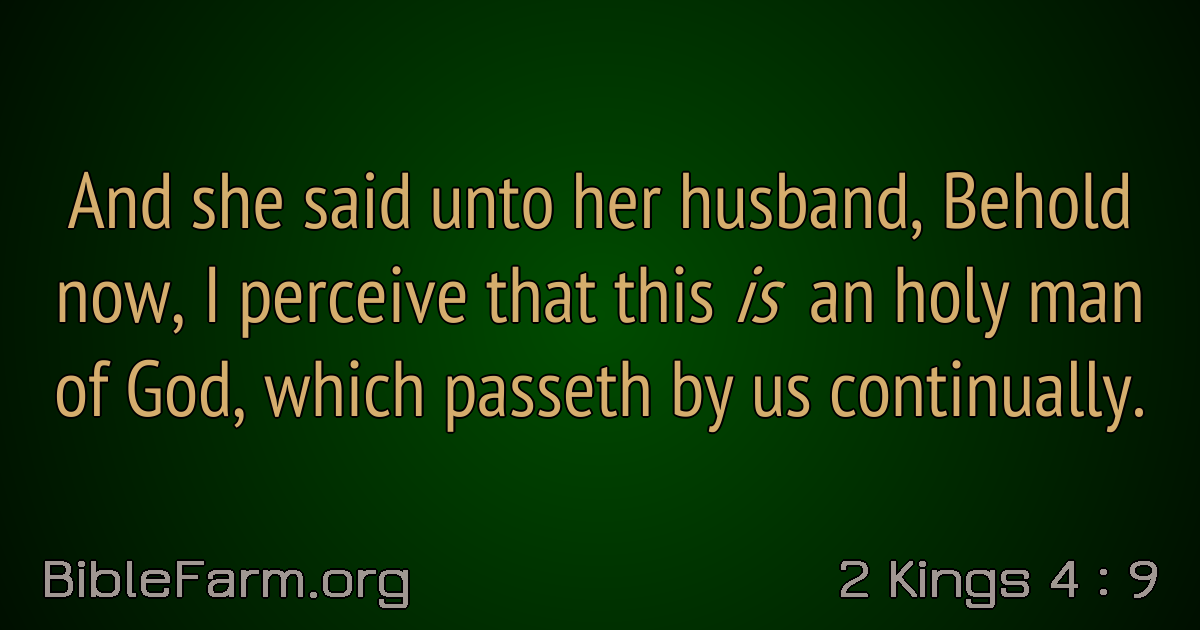 And she said unto her husband, Behold
now, I perceive that this is an holy man
of God, which passeth by us continually.
BibleFarm.org
2 Kings 4 : 9